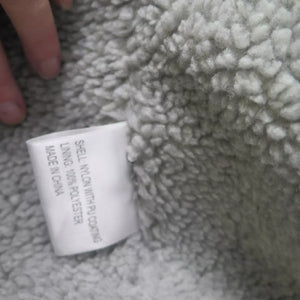 SHELL: NYLON WITH PU COATING
LINING: 100% POLYESTER
MADE IN CHINA